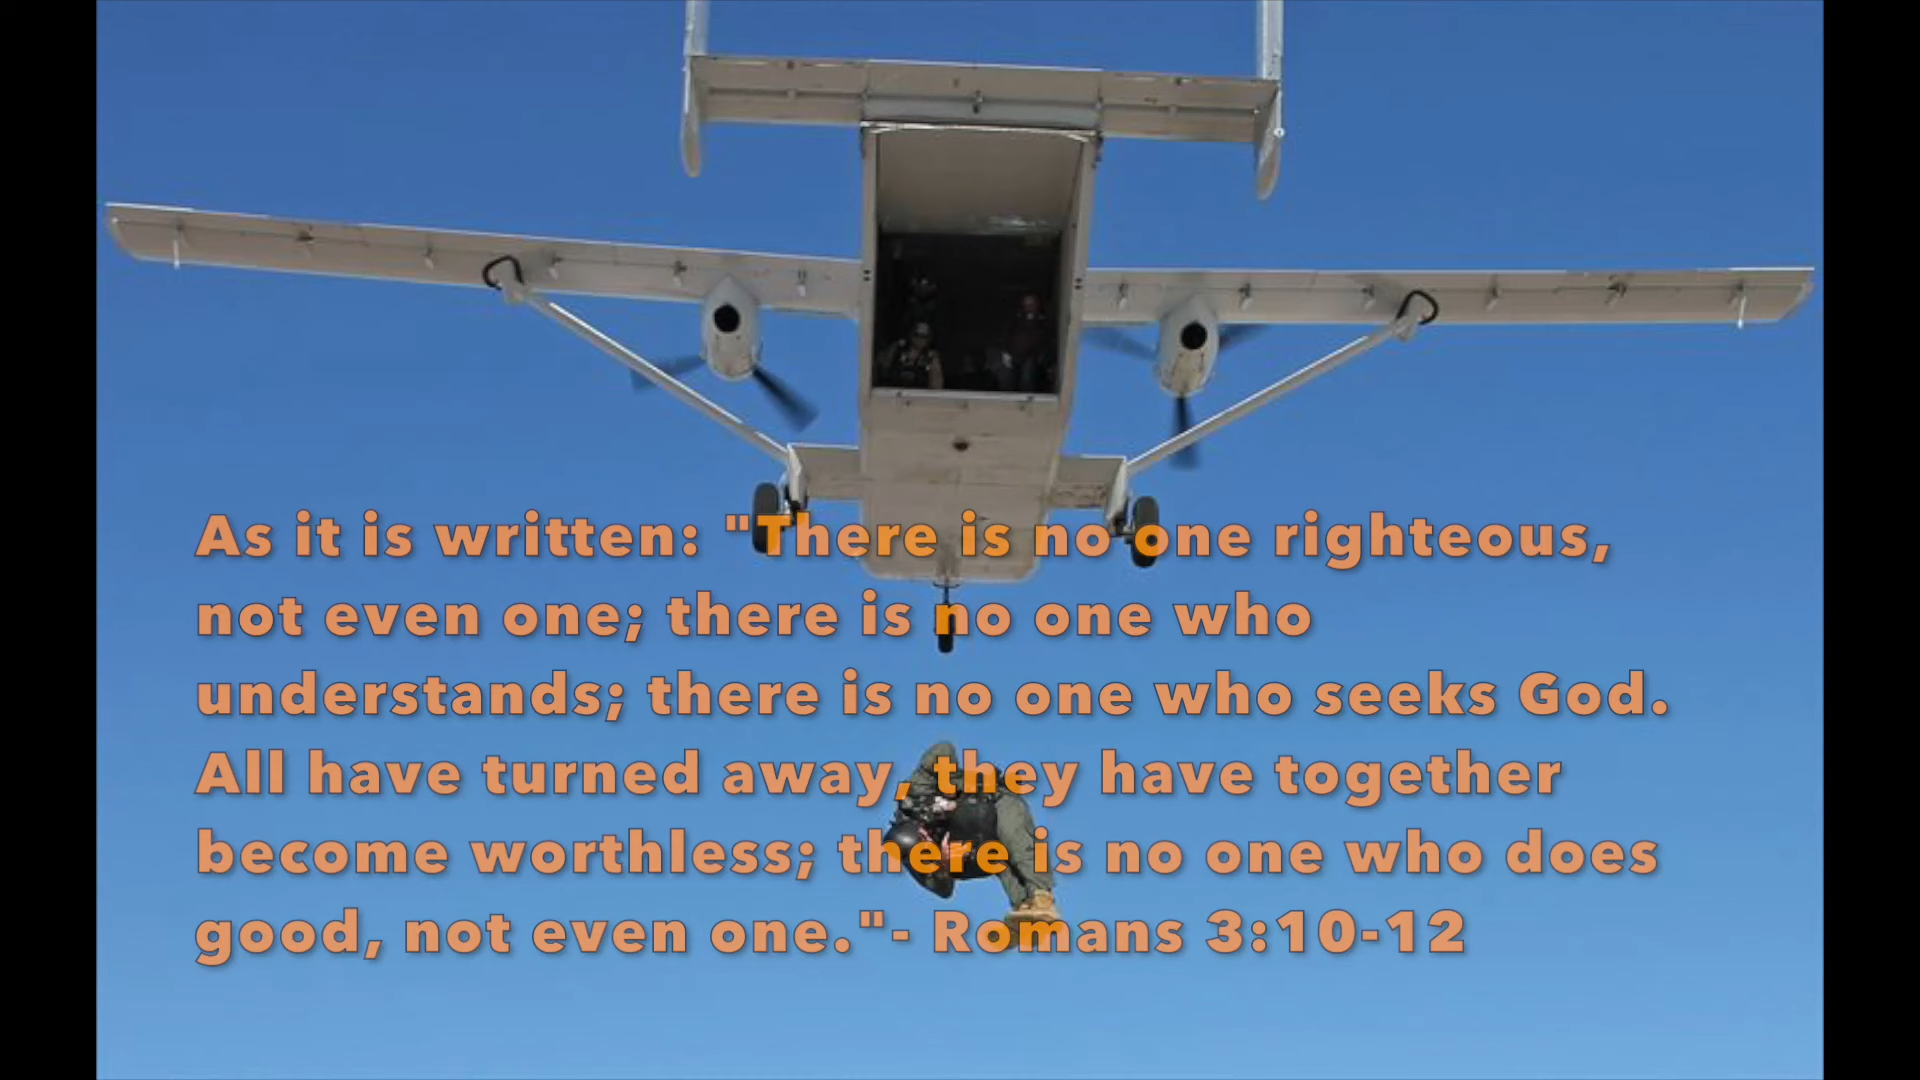 As it is written: "There is no one righteous,
not even one; there is no one who
understands; there is no one who seeks God.
All have turned away, they have together
become worthless; there is no one who does
good, not even one."- Romans 3:10-12